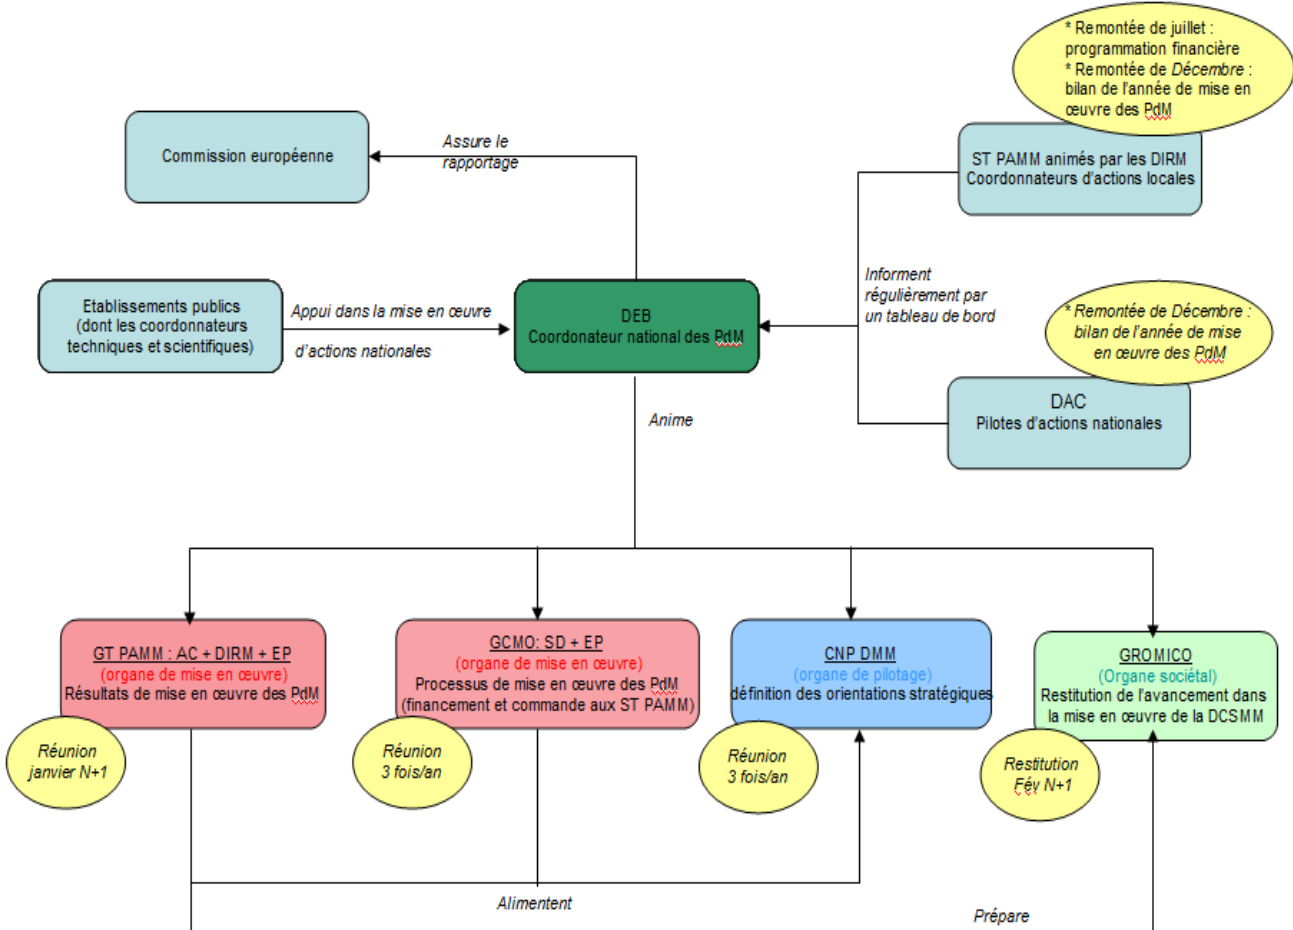 * Remontée de juillet :
programmation financière
* Remontée de Décembre :
bilan de l'année de mise en
œuvre des PdM
Commission européenne
Assure le
rapportage
ST PAMM animés par les DIRM
Coordonnateurs d'actions locales
Etablissements publics
(dont les coordonnateurs
techniques et scientifiques)
Appui dans la mise en œuvre
d'actions nationales
DEB
Coordonateur national des PdM
Informent
régulièrement par
un tableau de bord
* Remontée de Décembre :
bilan de l'année de mise
en œuvre des PdM
DAC
Pilotes d'actions nationales
Anime
GT PAMM : AC + DIRM + EP
(organe de mise en œuvre)
Résultats de mise en œuvre des PdM
Réunion
janvier N+1
GCMO: SD + EP
(organe de mise en œuvre)
Processus de mise en œuvre des PdM
(financement et commande aux ST PAMM)
Réunion
3 fois/an
CNP DMM
(organe de pilotage)
définition des orientations stratégiques
Réunion
3 fois/an
GROMICO
(Organe sociétal)
Restitution de l'avancement dans
la mise en œuvre de la DCSMM
Restitution
Fév N+1
Alimentent
Prépare